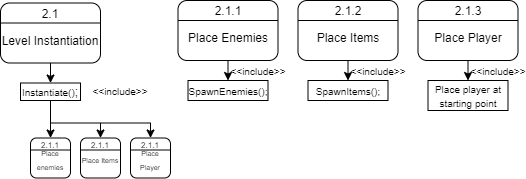 2.1
Level Instantiation
Instantiate();
<<include>>
2.1.1
Place
enemies
2.1.1
Place Items
2.1.1
Place
Player
2.1.1
Place Enemies
<<include>>
SpawnEnemies();
2.1.2
Place Items
<<include>>
SpawnItems();
2.1.3
Place Player
<<include>>
Place player at
starting point